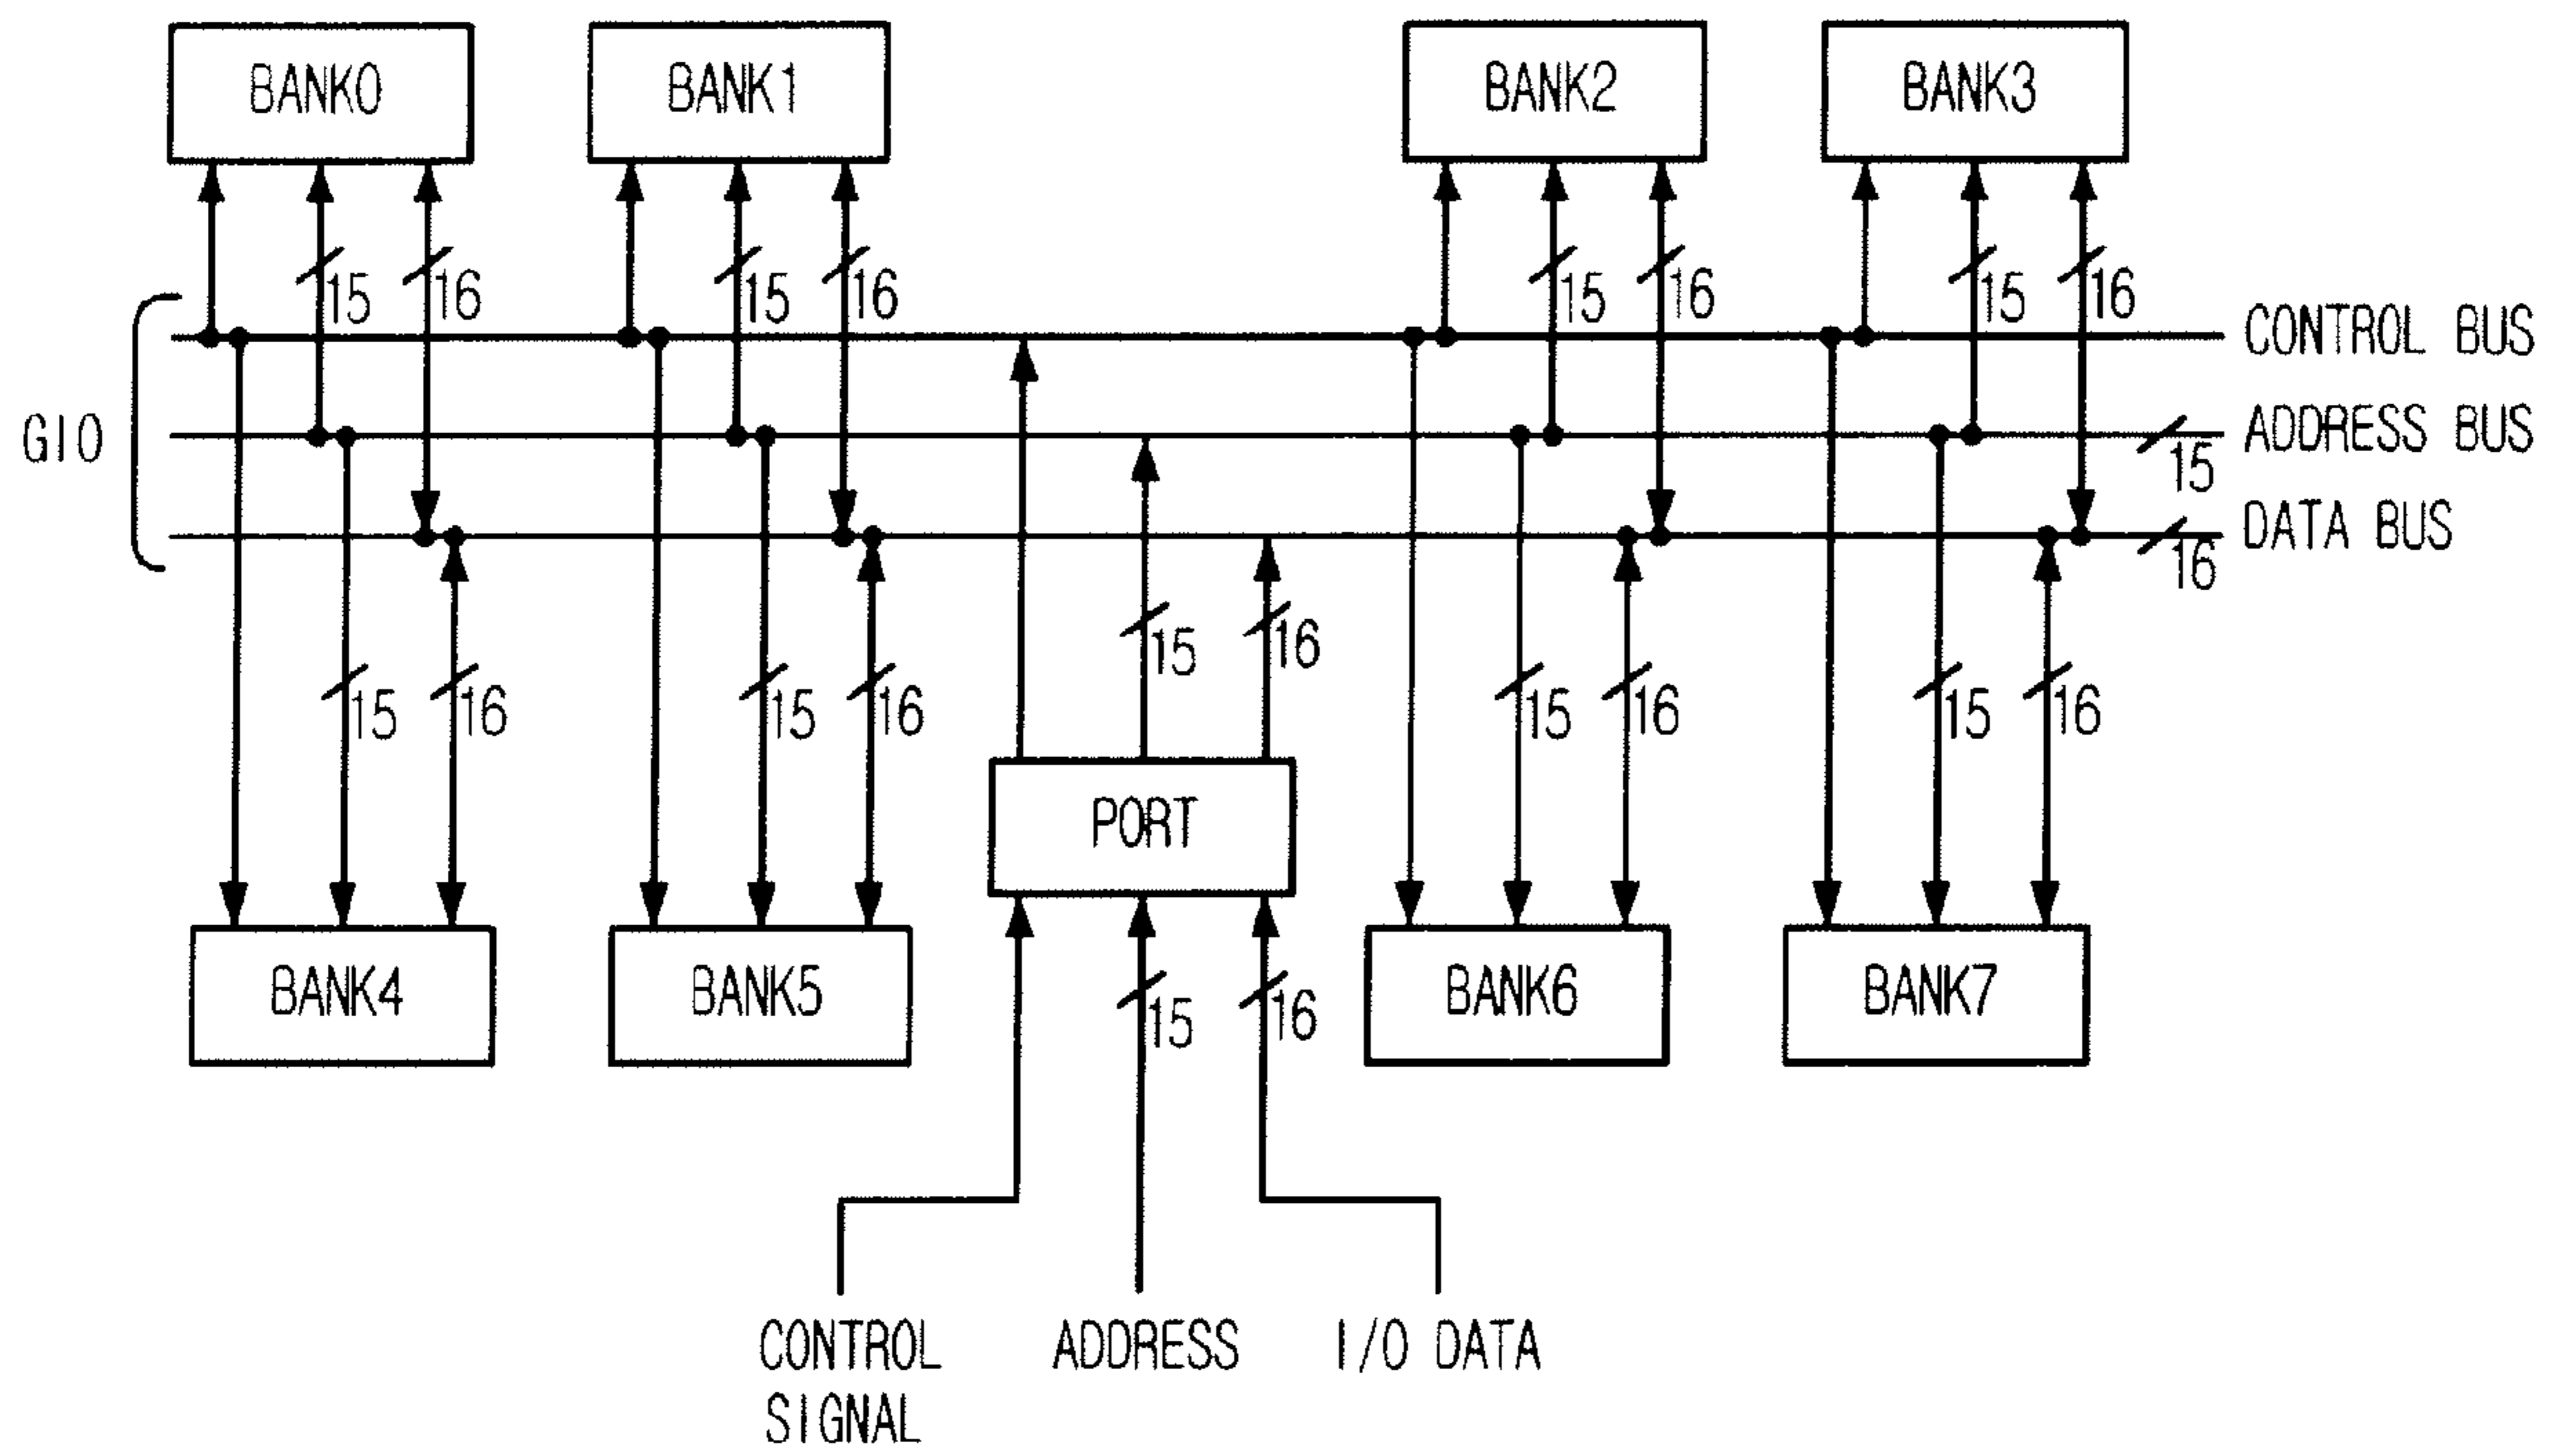 BANK0
BANK1
BANK2
BANK3
15
16
15
16
15
16
15
16
GIO
CONTROL BUS
ADDRESS BUS
15
DATA BUS
16
15
16
15
16
15
16
15
16
15
16
PORT
BANK4
BANK5
BANK6
BANK7
15
16
CONTROL
SIGNAL
ADDRESS
I/O DATA